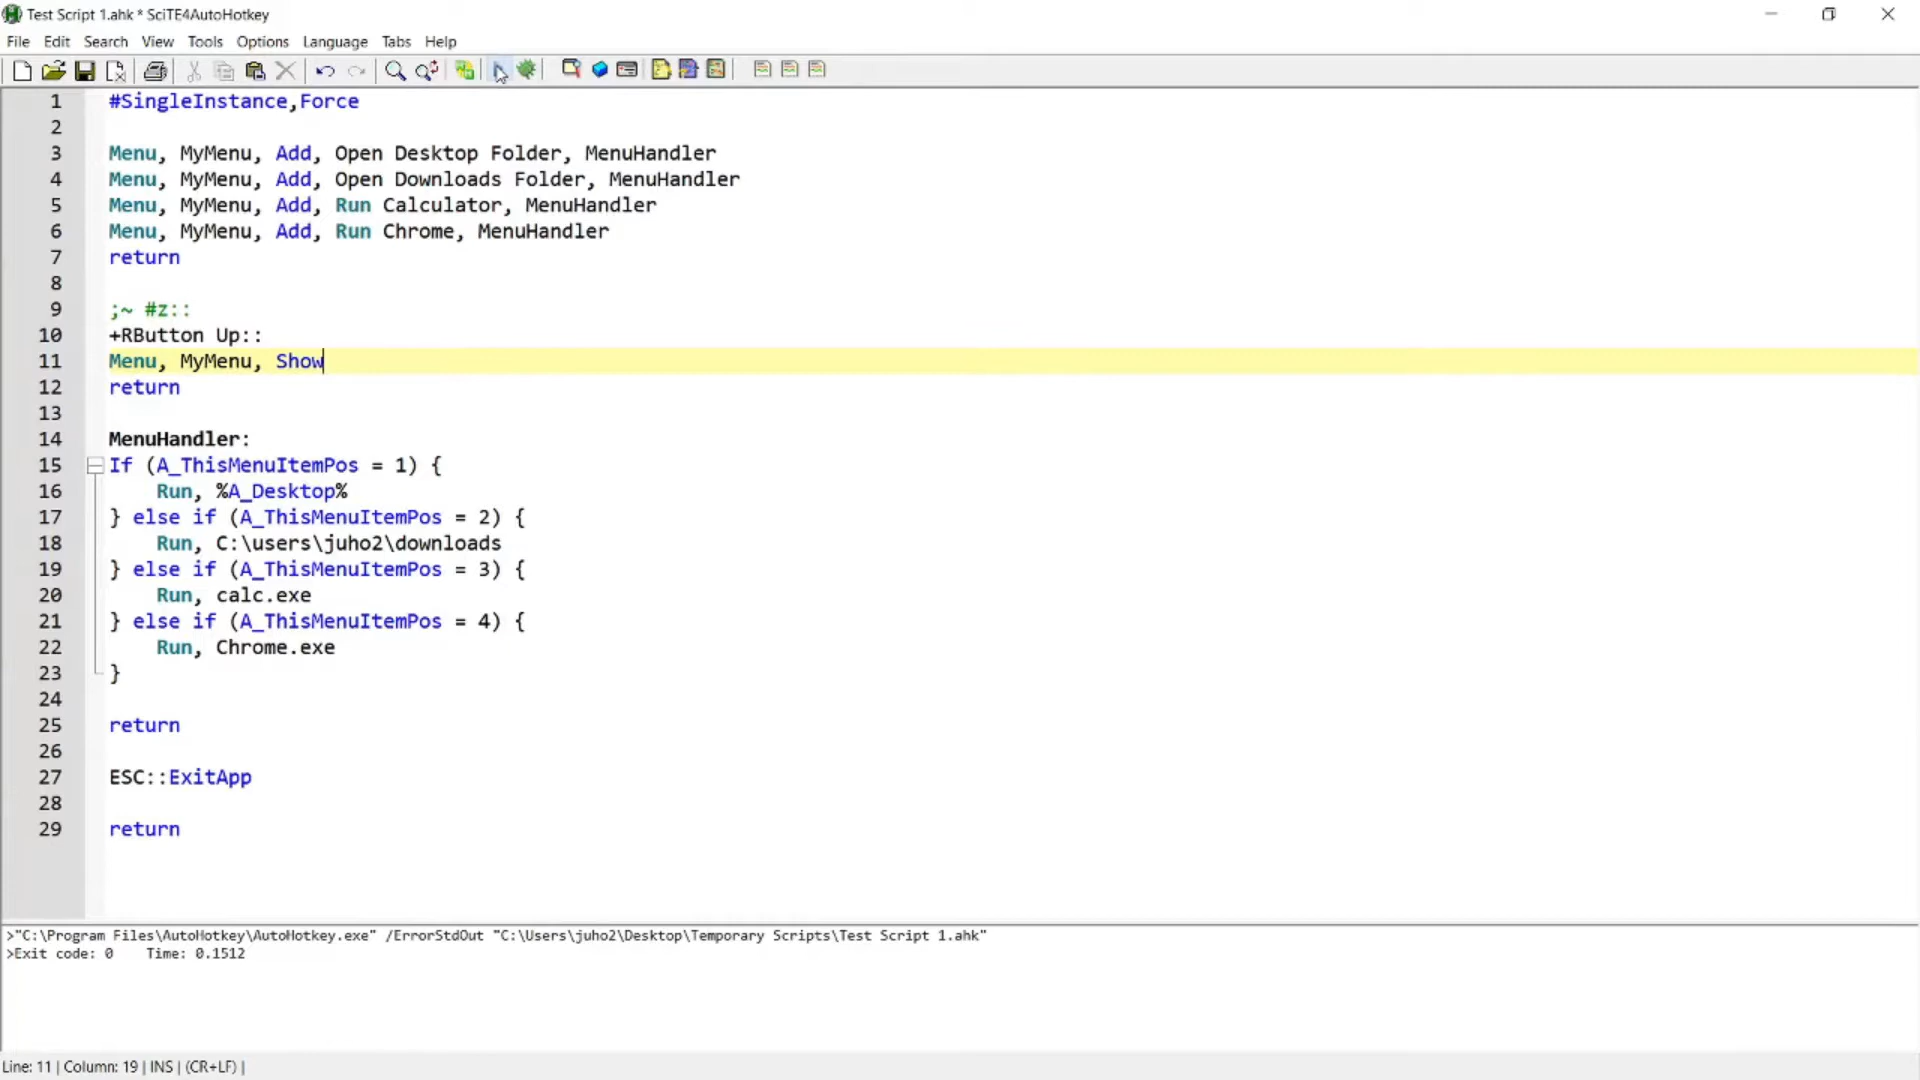 Test Script 1.ahk * SciTE4AutoHotkey
File Edit Search View Tools Options Language Tabs Help
1 #SingleInstance,Force
2
3 Menu, MyMenu, Add, Open Desktop Folder, MenuHandler
4 Menu, MyMenu, Add, Open Downloads Folder, MenuHandler
5 Menu, MyMenu, Add, Run Calculator, MenuHandler
6 Menu, MyMenu, Add, Run Chrome, MenuHandler
7 return
8
9 ;~ #z::
10 +RButton Up::
11 Menu, MyMenu, Show
12 return
13
14 MenuHandler:
15 If (A_ThisMenuItemPos = 1) {
16 Run, %A_Desktop%
17 } else if (A_ThisMenuItemPos = 2) {
18 Run, C:\users\juho2\downloads
19 } else if (A_ThisMenuItemPos = 3) {
20 Run, calc.exe
21 } else if (A_ThisMenuItemPos = 4) {
22 Run, Chrome.exe
23 }
24
25 return
26
27 ESC::ExitApp
28
29 return
>"C:\Program Files\AutoHotkey\AutoHotkey.exe" /ErrorStdOut "C:\Users\juho2\Desktop\Temporary Scripts\Test Script 1.ahk"
>Exit code: 0 Time: 0.1512
Line: 11 | Column: 19 | INS | (CR+LF) |